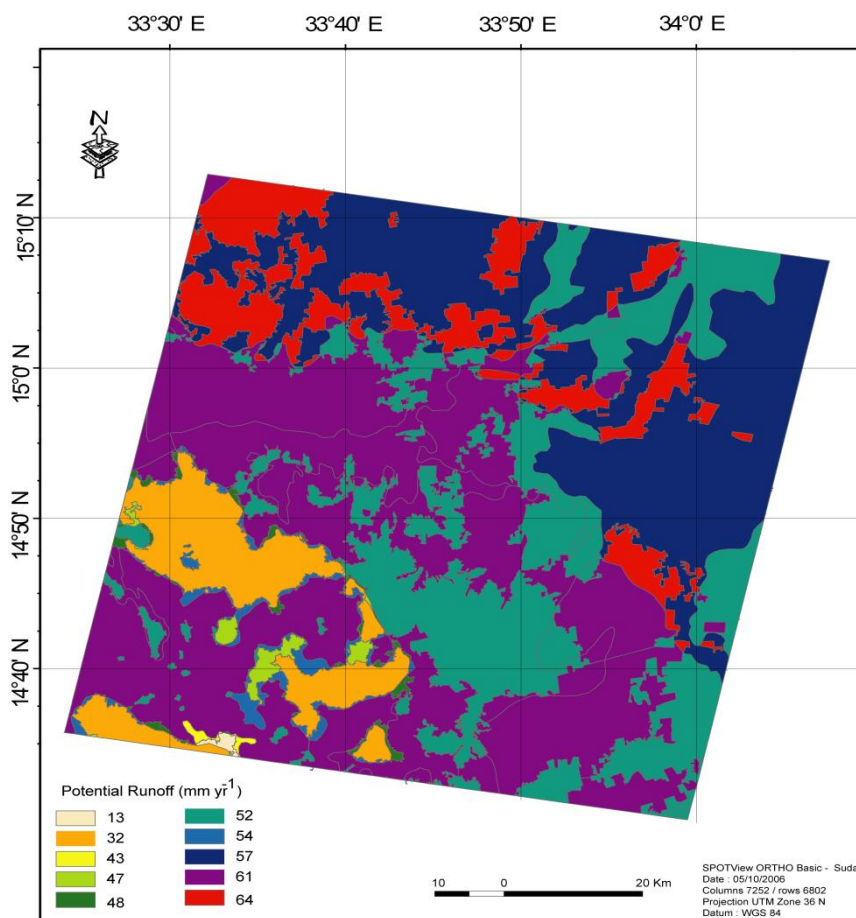 33°30' E 33°40' E 33°50' E 34°0' E
N
15°10' N
15°0' N
14°50' N
14°40' N
Potential Runoff (mm yr̄¹)
13 52
32 54
43 57
47 61
48 64
10 0 20 Km
SPOTView ORTHO Basic - Suda
Date : 05/10/2006
Columns 7252 / rows 6802
Projection UTM Zone 36 N
Datum : WGS 84